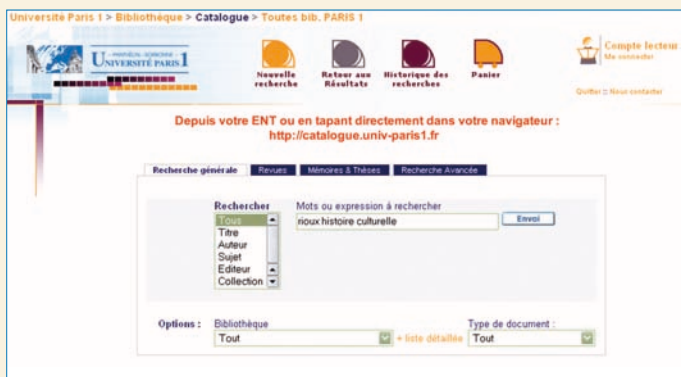 Université Paris 1 > Bibliothèque > Catalogue > Toutes bib. PARIS 1
UNIVERSITÉ PARIS 1
Nouvelle recherche
Retour aux Résultats
Historique des recherches
Panier
Compte lecteur
Me connecter
Quitter :: Nous contacter
Depuis votre ENT ou en tapant directement dans votre navigateur :
http://catalogue.univ-paris1.fr
Recherche générale Revues Mémoires & Thèses Recherche Avancée
Rechercher Mots ou expression à rechercher
Tous rioux histoire culturelle Envoi
Titre
Auteur
Sujet
Editeur
Collection
Options : Bibliothèque Type de document :
Tout + liste détaillée Tout